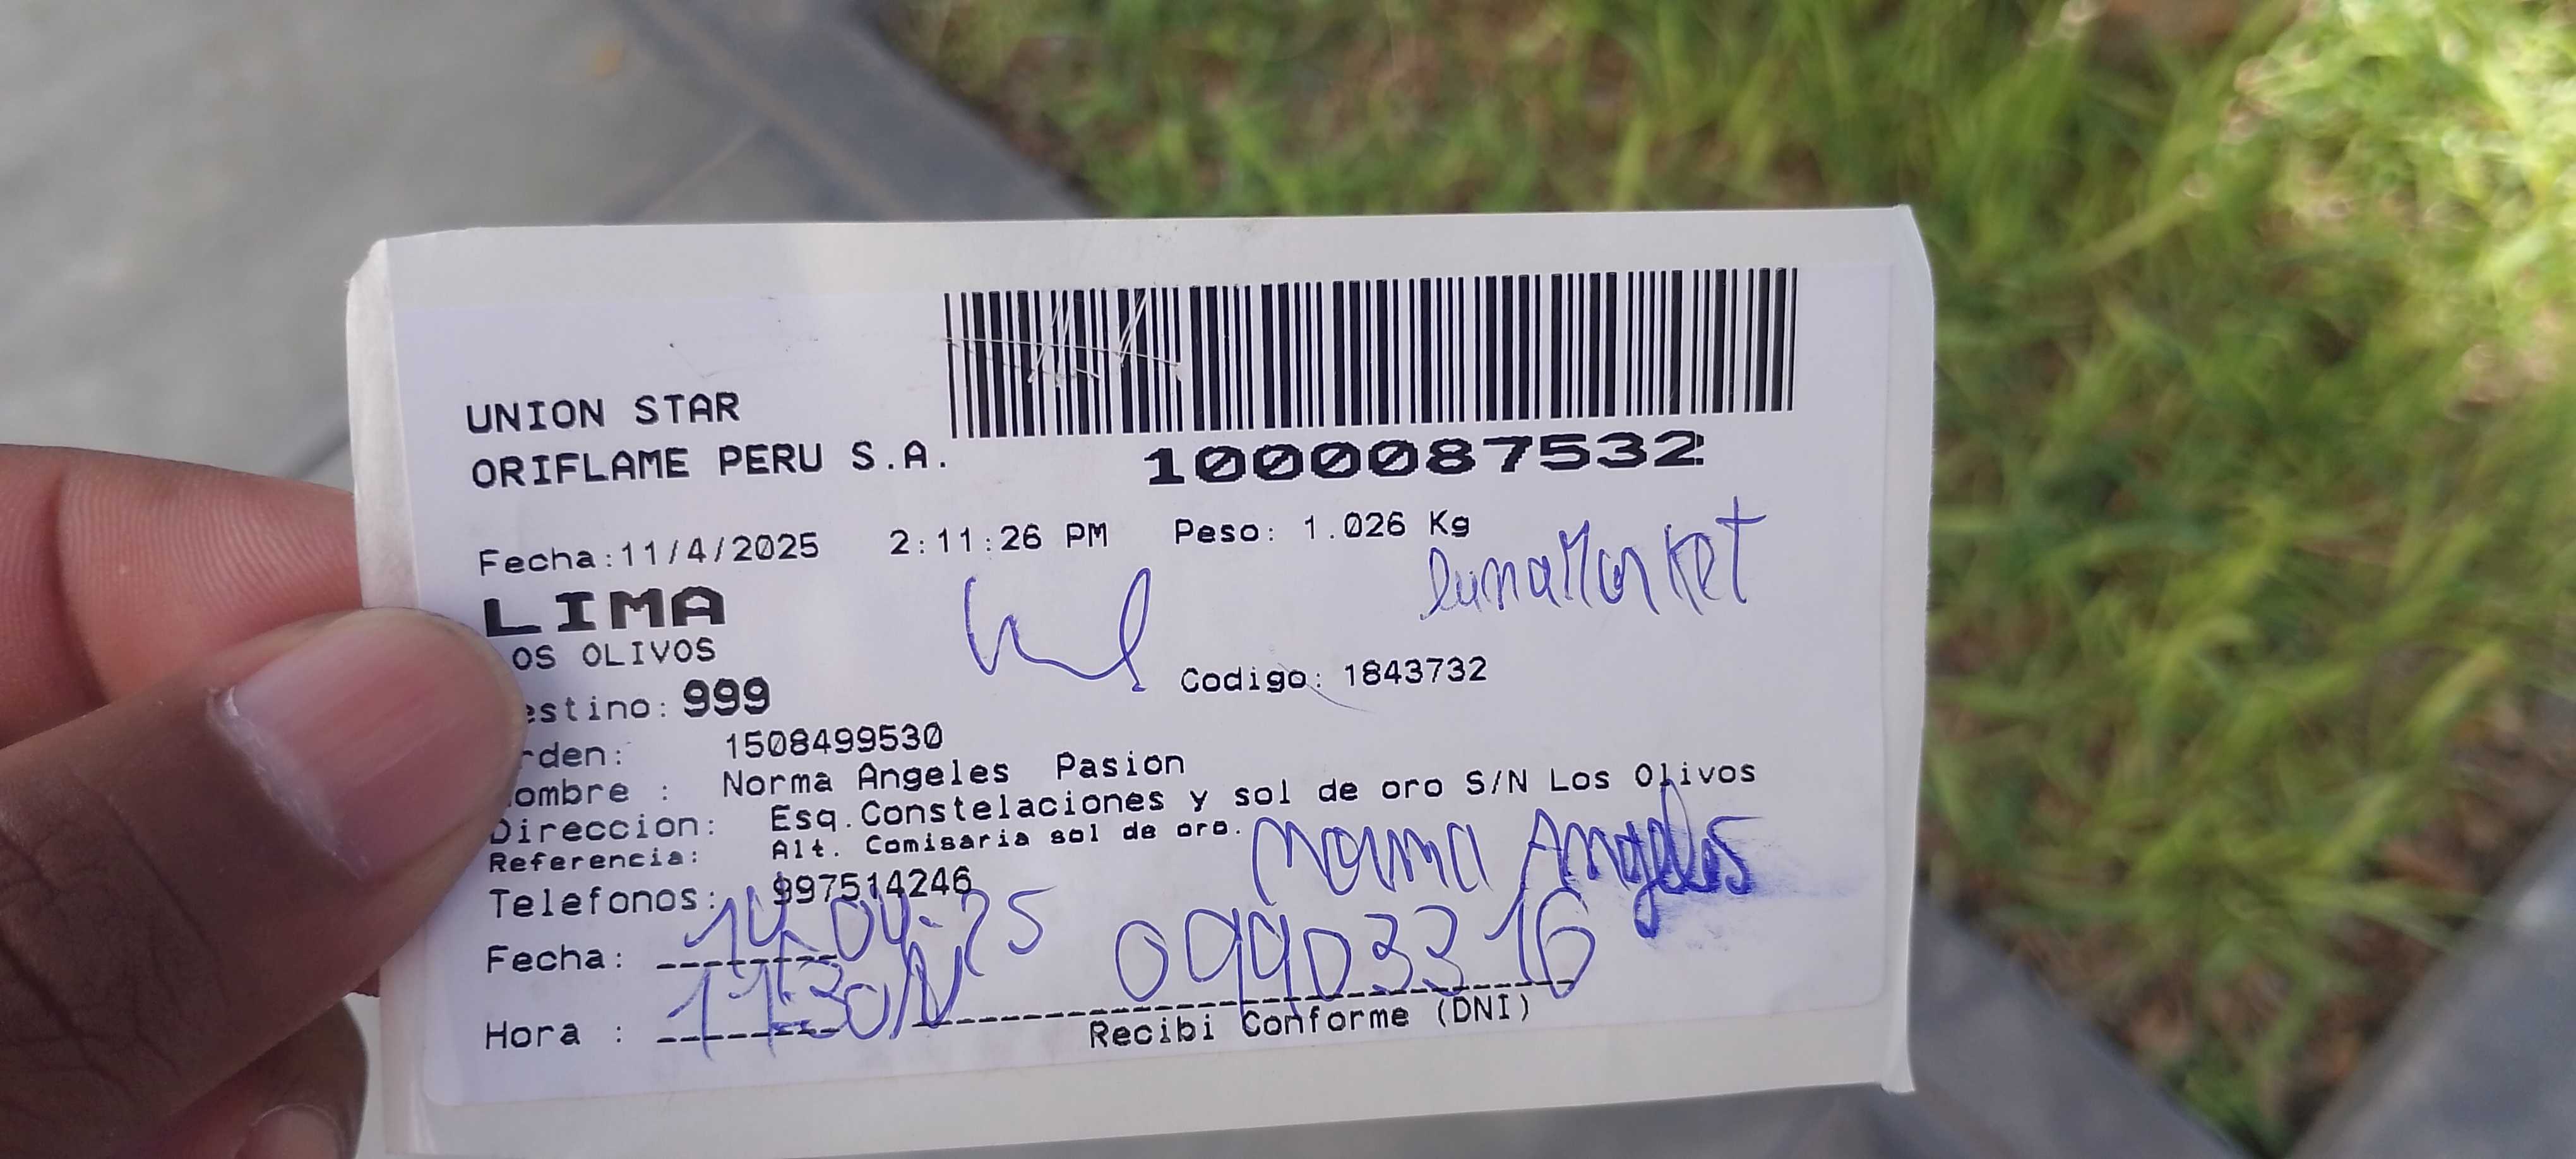 UNION STAR
ORIFLAME PERU S.A.
1000087532
Fecha:11/4/2025 2:11:26 PM Peso: 1.026 Kg
LIMA
OS OLIVOS
Codigo: 1843732
estino: 999
rden: 1508499530
ombre : Norma Angeles Pasion
Direccion: Esq.Constelaciones y sol de oro S/N Los Olivos
Referencia: Alt. Comisaria sol de oro.
Norma Angeles
Telefonos: 997514246
Fecha: 14-04-25
09903316
Hora : 11:30
Recibi Conforme (DNI)